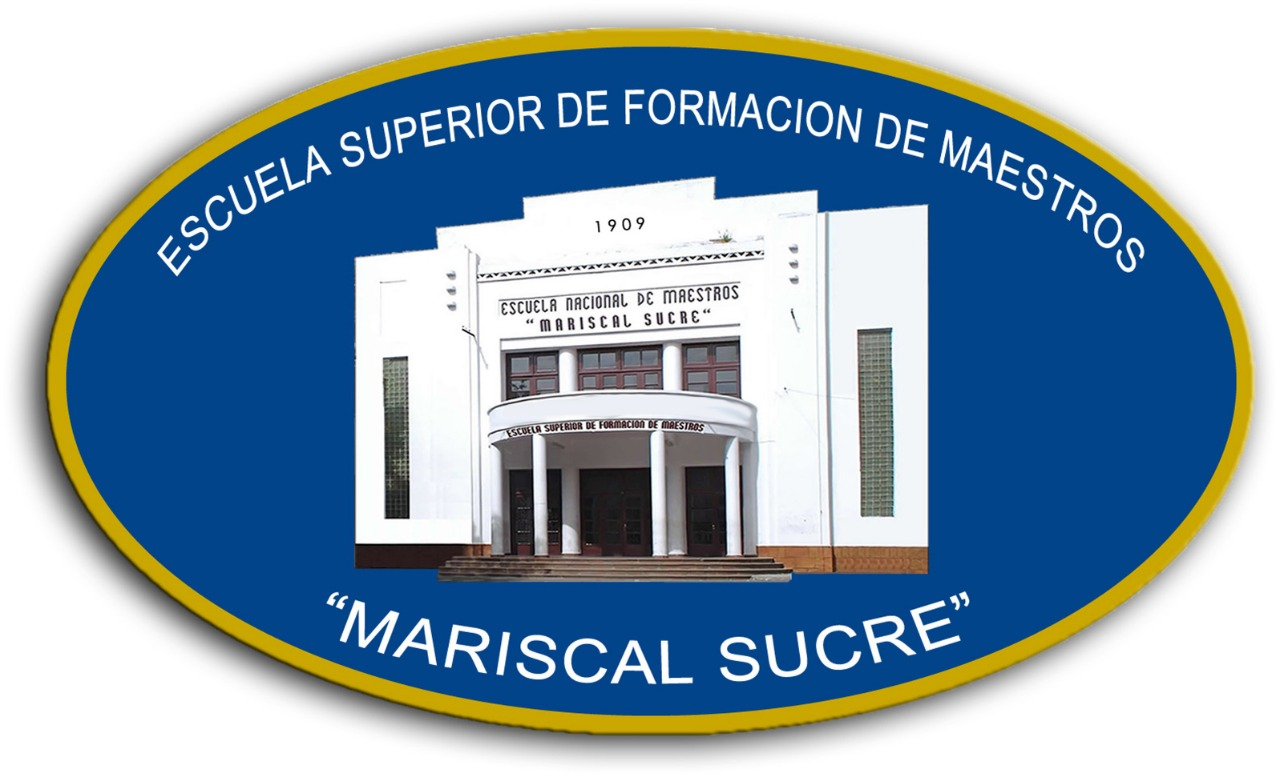 ESCUELA SUPERIOR DE FORMACION DE MAESTROS
1909
ESCUELA NACIONAL DE MAESTROS
"MARISCAL SUCRE"
ESCUELA SUPERIOR DE FORMACION DE MAESTROS
“MARISCAL SUCRE”